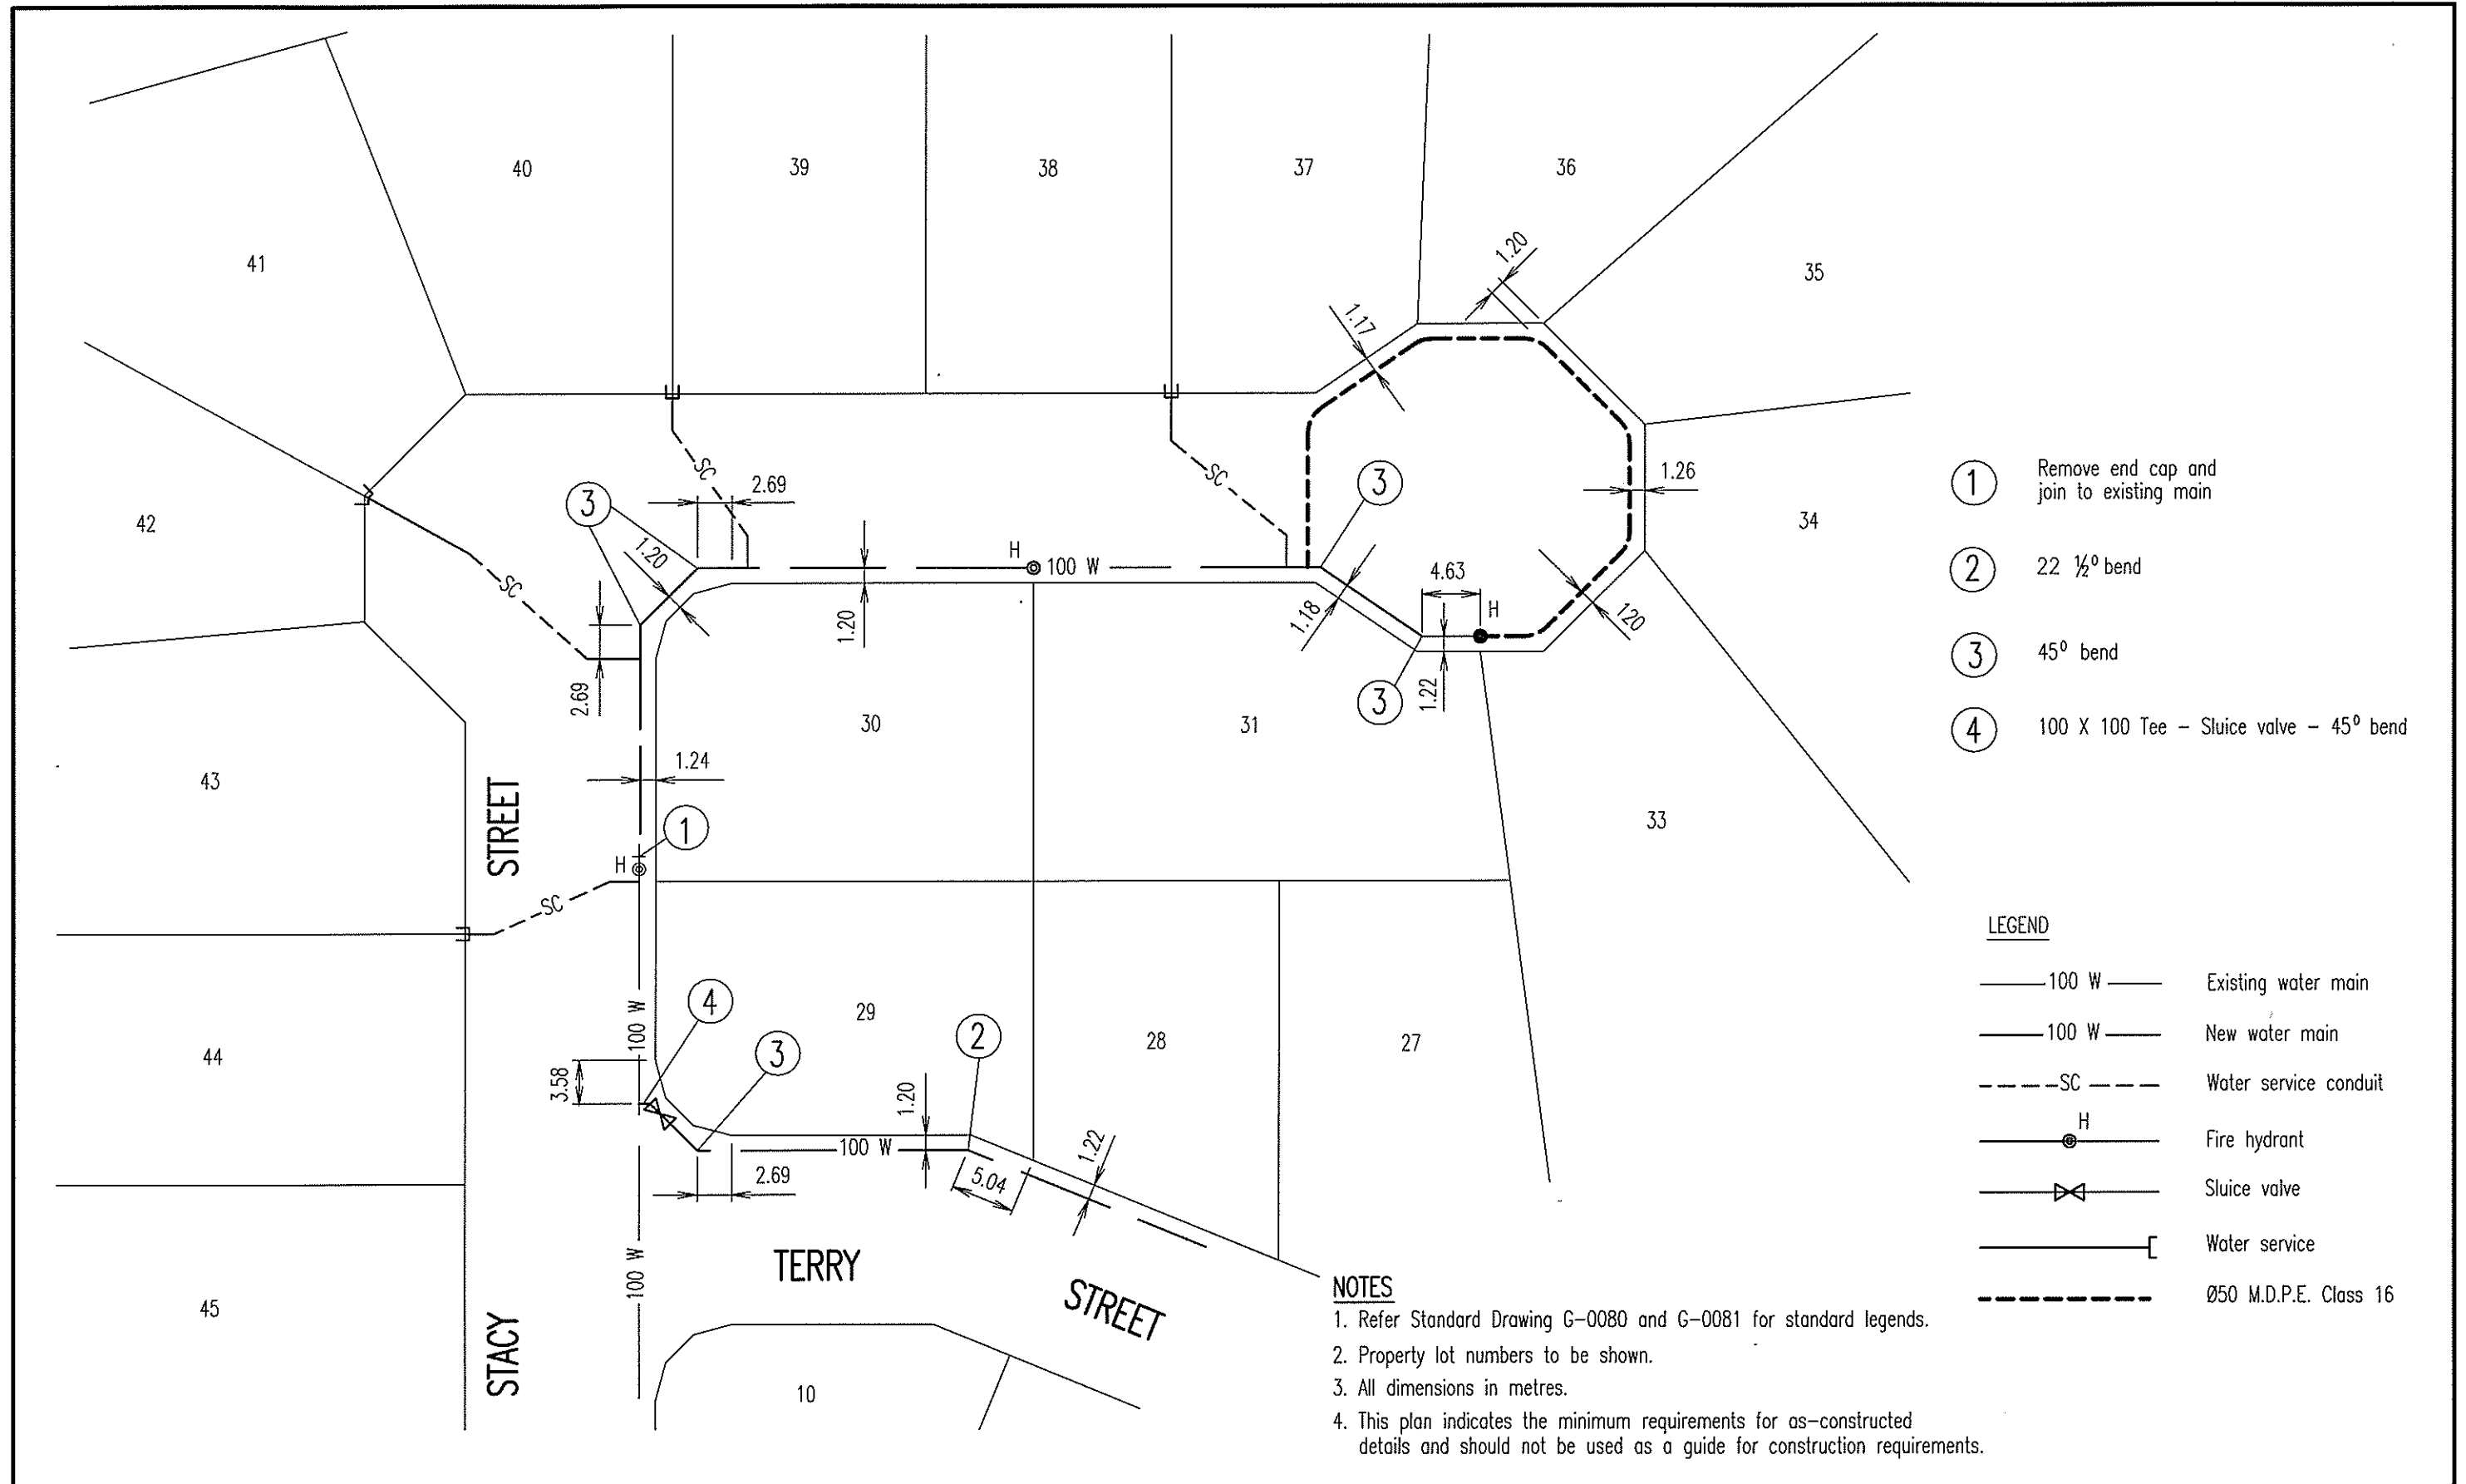 40
39
38
37
36
1.20
35
41
1.17
1 Remove end cap and
join to existing main
1.26
SC
SC
3
2.69
3
42
34
1.20
H
100 W
4.63
2 22 ½⁰ bend
SC
H
1.20
1.18
120
3 45⁰ bend
2.69
1.22
3
30
31
4 100 X 100 Tee – Sluice valve – 45⁰ bend
1.24
43
STREET
1
33
H
SC
LEGEND
100 W Existing water main
4
29
100 W
2
28
27
100 W New water main
44
3
3.58
SC Water service conduit
1.20
H
Fire hydrant
100 W
1.22
2.69
5.04
Sluice valve
TERRY
100 W
Water service
STREET
45
NOTES
Ø50 M.D.P.E. Class 16
1. Refer Standard Drawing G–0080 and G–0081 for standard legends.
STACY
2. Property lot numbers to be shown.
10
3. All dimensions in metres.
4. This plan indicates the minimum requirements for as–constructed
details and should not be used as a guide for construction requirements.